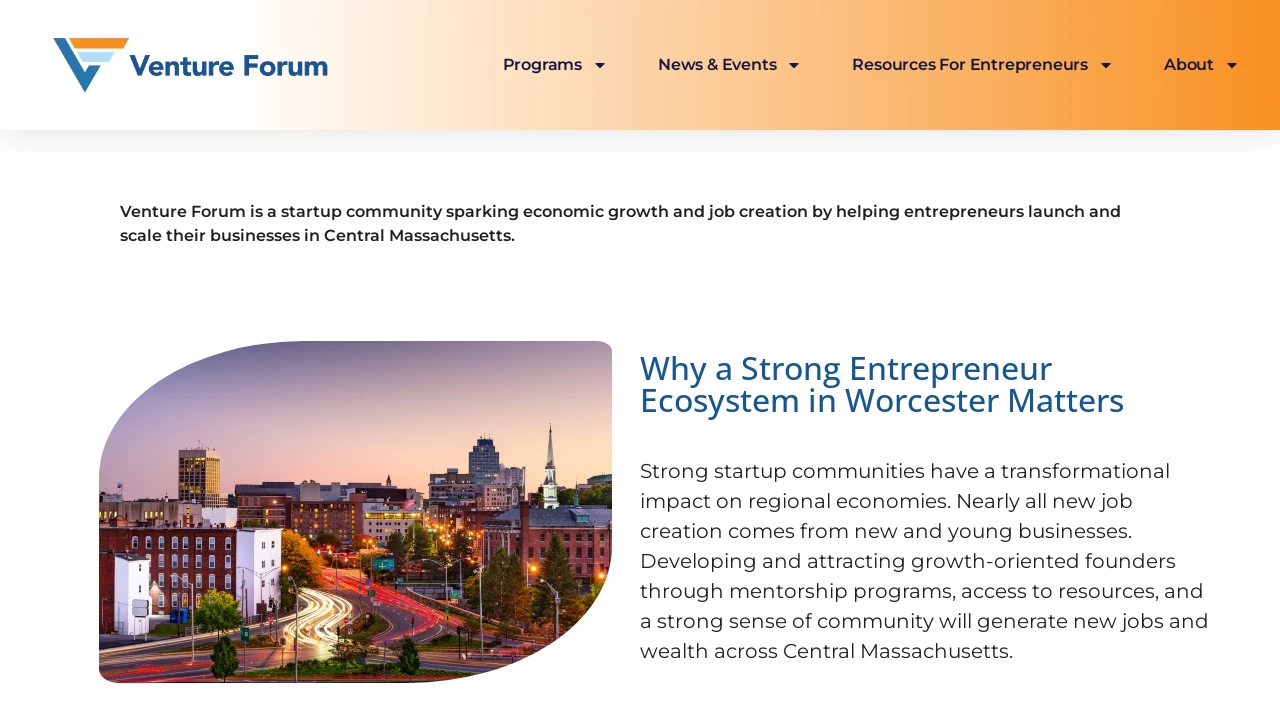 Venture Forum
Programs
News & Events
Resources For Entrepreneurs
About
Venture Forum is a startup community sparking economic growth and job creation by helping entrepreneurs launch and
scale their businesses in Central Massachusetts.
Why a Strong Entrepreneur
Ecosystem in Worcester Matters
Strong startup communities have a transformational
impact on regional economies. Nearly all new job
creation comes from new and young businesses.
Developing and attracting growth-oriented founders
through mentorship programs, access to resources, and
a strong sense of community will generate new jobs and
wealth across Central Massachusetts.